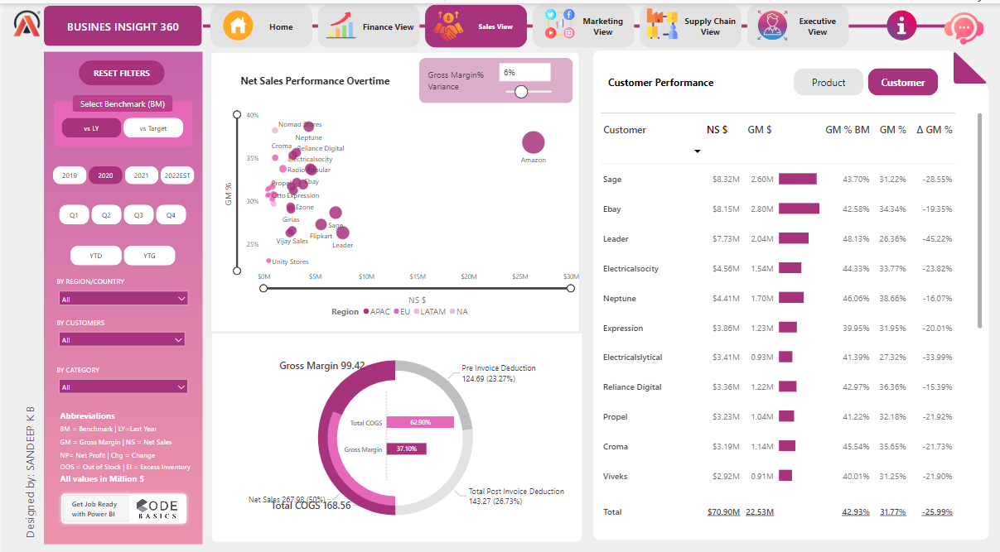 BUSINES INSIGHT 360
Home
Finance View
Sales View
Marketing View
Supply Chain View
Executive View
i
RESET FILTERS
Select Benchmark (BM)
vs LY
vs Target
2019
2020
2021
2022EST
Q1
Q2
Q3
Q4
YTD
YTG
BY REGION/COUNTRY
All
BY CUSTOMERS
All
BY CATEGORY
All
Abbreviations
BM = Benchmark | LY=Last Year
GM = Gross Margin | NS = Net Sales
NP= Net Profit | Chg = Change
OOS = Out of Stock | EI = Excess Inventory
All values in Million $
Get Job Ready
with Power BI
CODE
BASICS
Designed by: SANDEEP K B
Net Sales Performance Overtime
Gross Margin%
Variance
6%
GM %
40%
35%
30%
25%
Nomad Stores
Neptune
Croma
Reliance Digital
Electricalsocity
Radio Popular
Propel
Ebay
Otto
Expression
Ezone
Girias
Sage
Flipkart
Vijay Sales
Leader
Unity Stores
Amazon
$0M
$5M
$10M
$15M
$20M
$25M
$30M
NS $
Region APAC EU LATAM NA
Gross Margin 99.42
Pre Invoice Deduction
124.69 (23.27%)
Total COGS 62.90%
Gross Margin 37.10%
Total Post Invoice Deduction
143.27 (26.73%)
Net Sales 267.98 (50%)
Total COGS 168.56
Customer Performance
Product
Customer
Customer NS $ GM $ GM % BM GM % Δ GM %
Sage $8.32M 2.60M 43.70% 31.22% -28.55%
Ebay $8.15M 2.80M 42.58% 34.34% -19.35%
Leader $7.73M 2.04M 48.13% 26.36% -45.22%
Electricalsocity $4.56M 1.54M 44.33% 33.77% -23.82%
Neptune $4.41M 1.70M 46.06% 38.66% -16.07%
Expression $3.86M 1.23M 39.95% 31.95% -20.01%
Electricalslytical $3.41M 0.93M 41.39% 27.32% -33.99%
Reliance Digital $3.36M 1.22M 42.97% 36.36% -15.39%
Propel $3.23M 1.04M 41.22% 32.18% -21.92%
Croma $3.19M 1.14M 45.54% 35.65% -21.73%
Viveks $2.92M 0.91M 40.01% 31.25% -21.90%
Total $70.90M 22.53M 42.93% 31.77% -25.99%